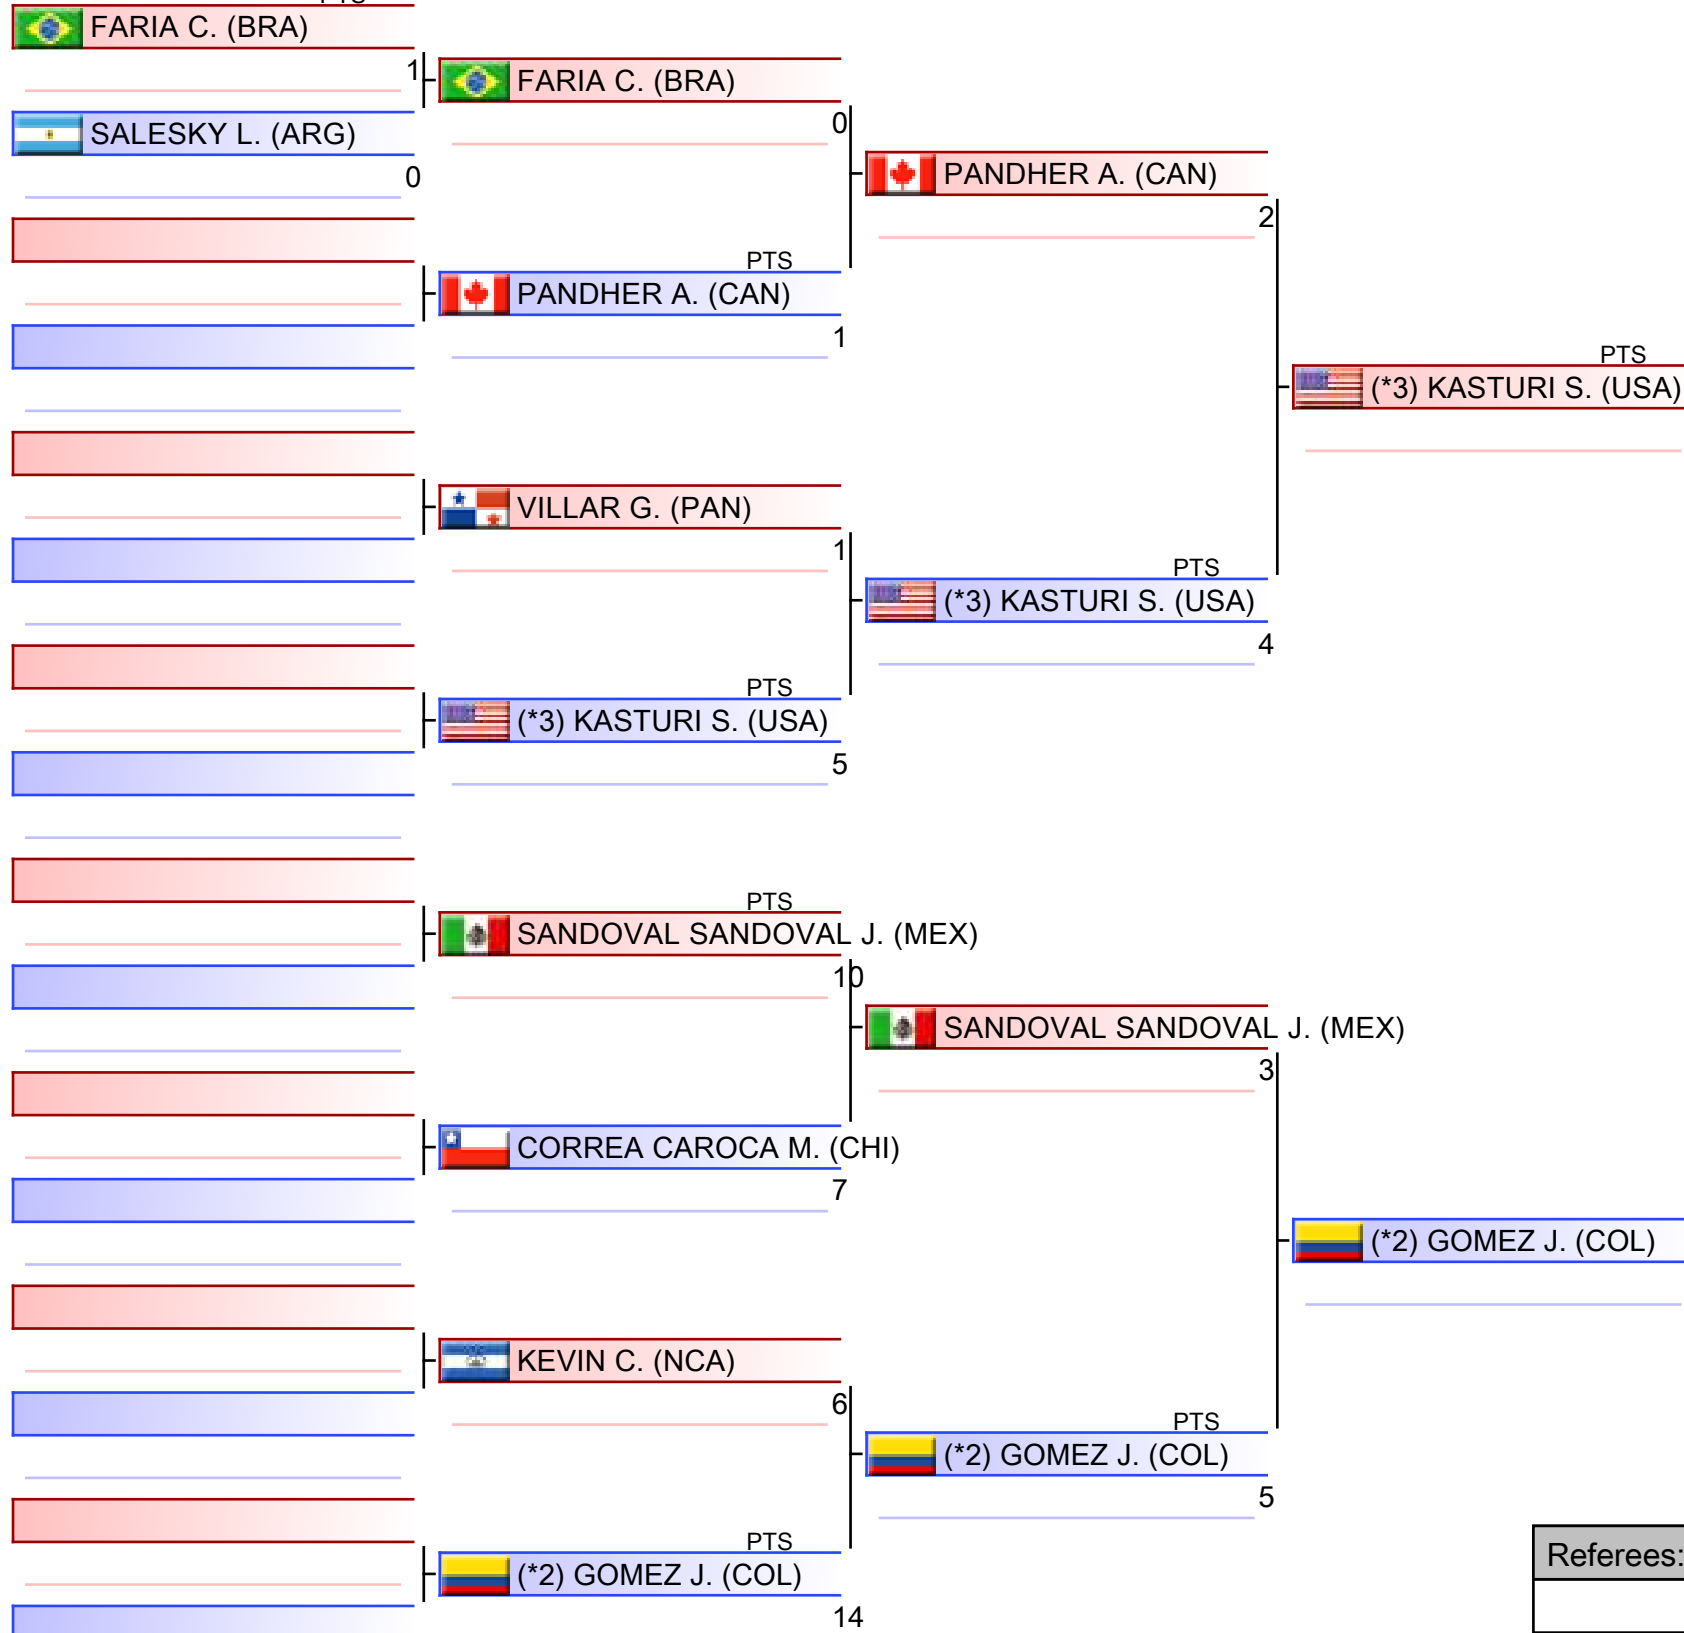 FARIA C. (BRA)
1
SALESKY L. (ARG)
0
FARIA C. (BRA)
0
PTS
PANDHER A. (CAN)
1
VILLAR G. (PAN)
1
PTS
(*3) KASTURI S. (USA)
5
PTS
SANDOVAL SANDOVAL J. (MEX)
10
CORREA CAROCA M. (CHI)
7
KEVIN C. (NCA)
6
PTS
(*2) GOMEZ J. (COL)
14
PANDHER A. (CAN)
2
PTS
(*3) KASTURI S. (USA)
4
SANDOVAL SANDOVAL J. (MEX)
3
PTS
(*2) GOMEZ J. (COL)
5
PTS
(*3) KASTURI S. (USA)
(*2) GOMEZ J. (COL)
Referees: